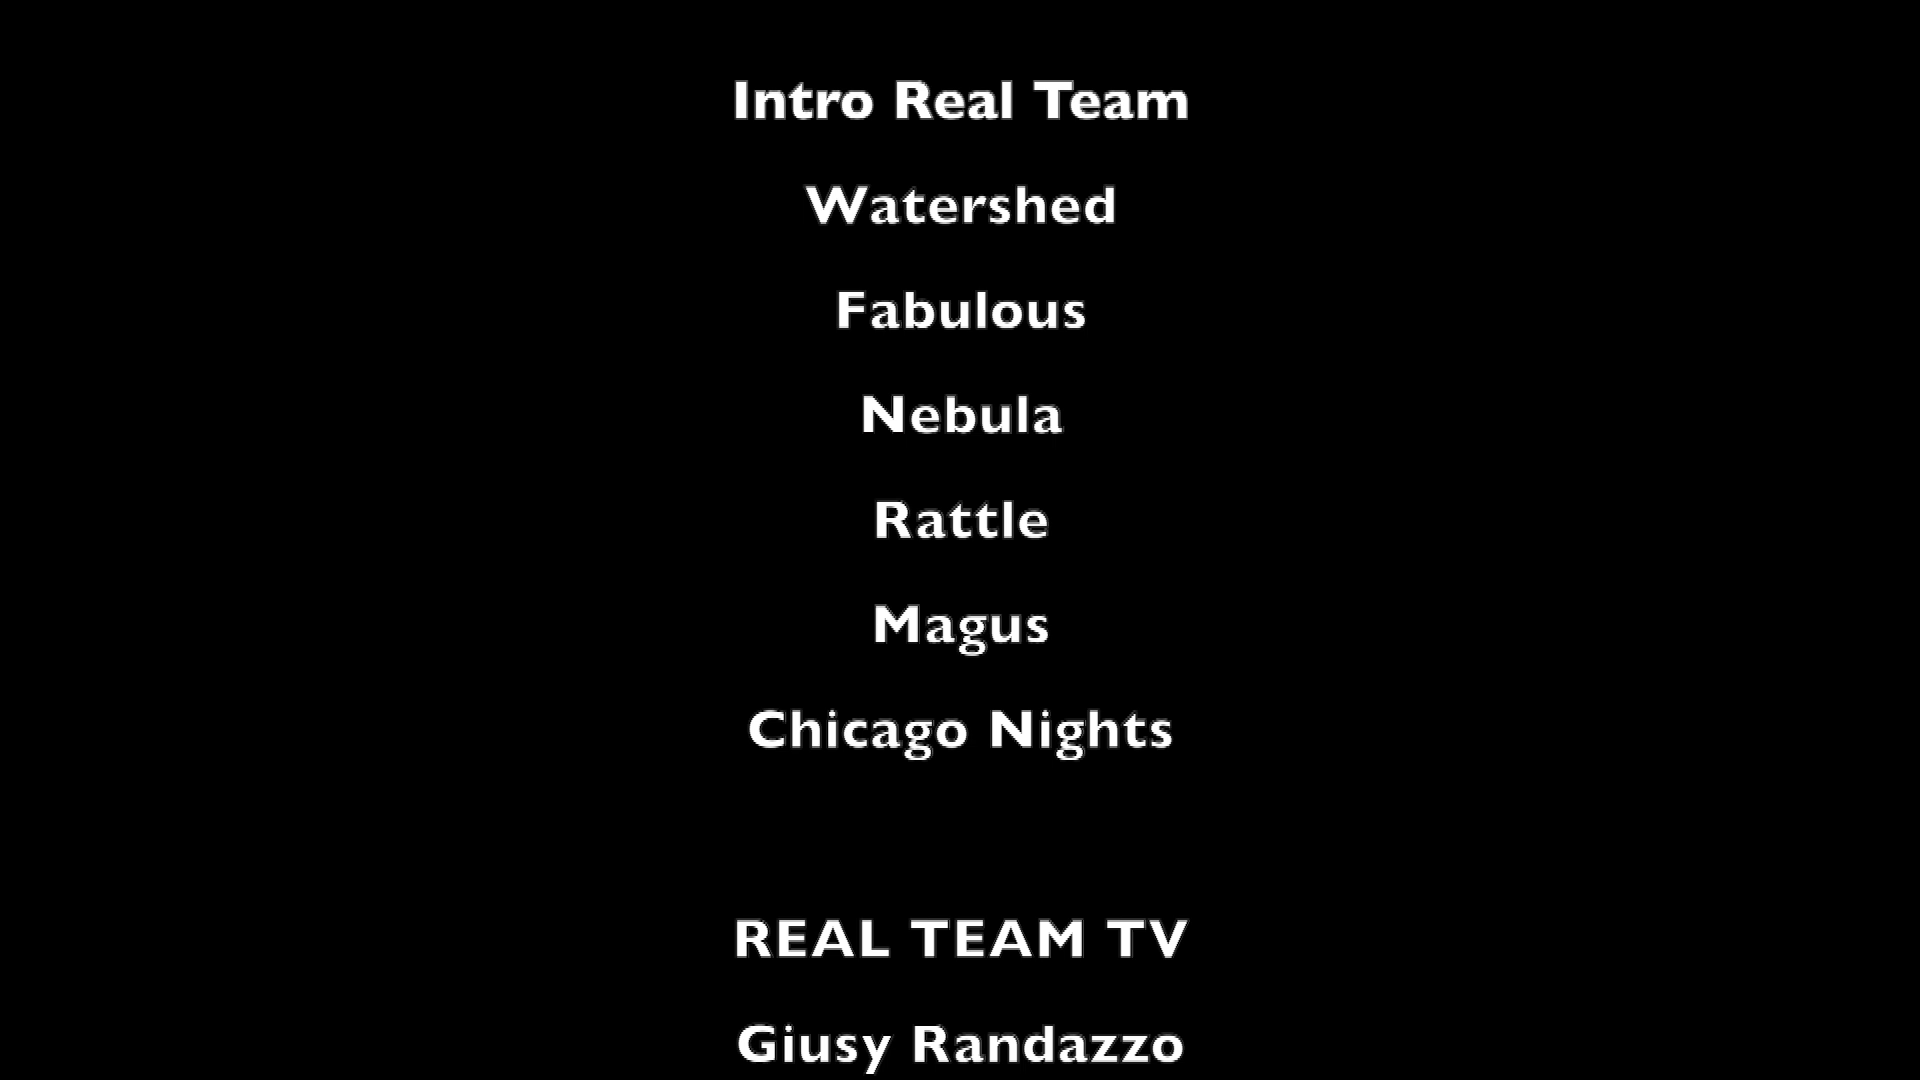 Intro Real Team
Watershed
Fabulous
Nebula
Rattle
Magus
Chicago Nights
REAL TEAM TV
Giusy Randazzo